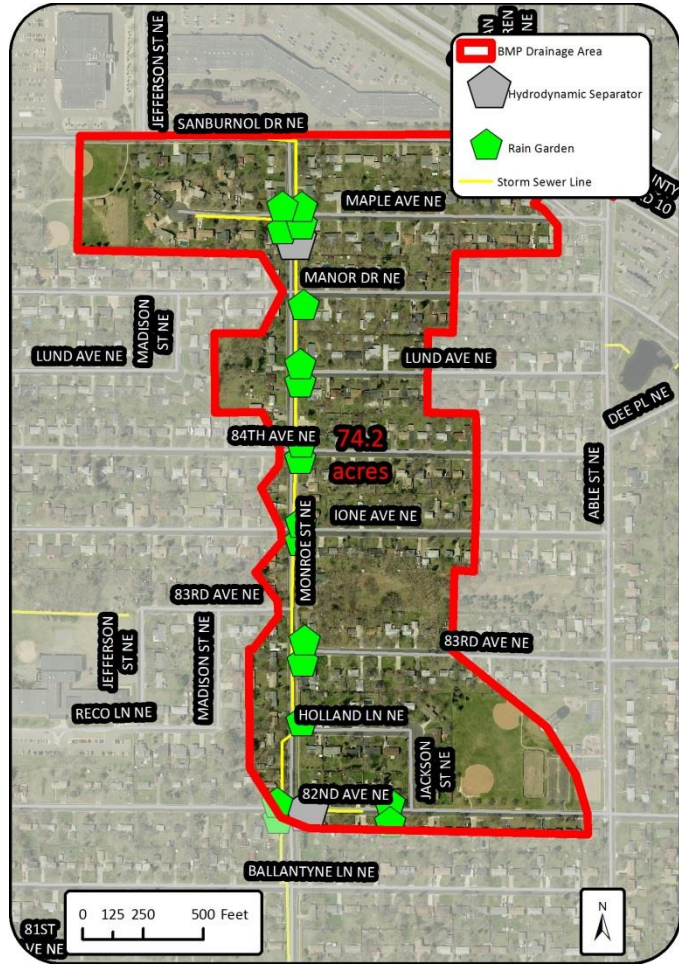 JEFFERSON ST NE
BMP Drainage Area
Hydrodynamic Separator
Rain Garden
Storm Sewer Line
SANBURNOL DR NE
MAPLE AVE NE
MANOR DR NE
MADISON
ST NE
LUND AVE NE
LUND AVE NE
DEE PL NE
84TH AVE NE
74.2
acres
ABLE ST NE
IONE AVE NE
MONROE ST NE
83RD AVE NE
83RD AVE NE
JEFFERSON
ST NE
MADISON ST NE
RECO LN NE
HOLLAND LN NE
JACKSON
ST NE
82ND AVE NE
BALLANTYNE LN NE
0 125 250 500 Feet
N
81ST
VE NE